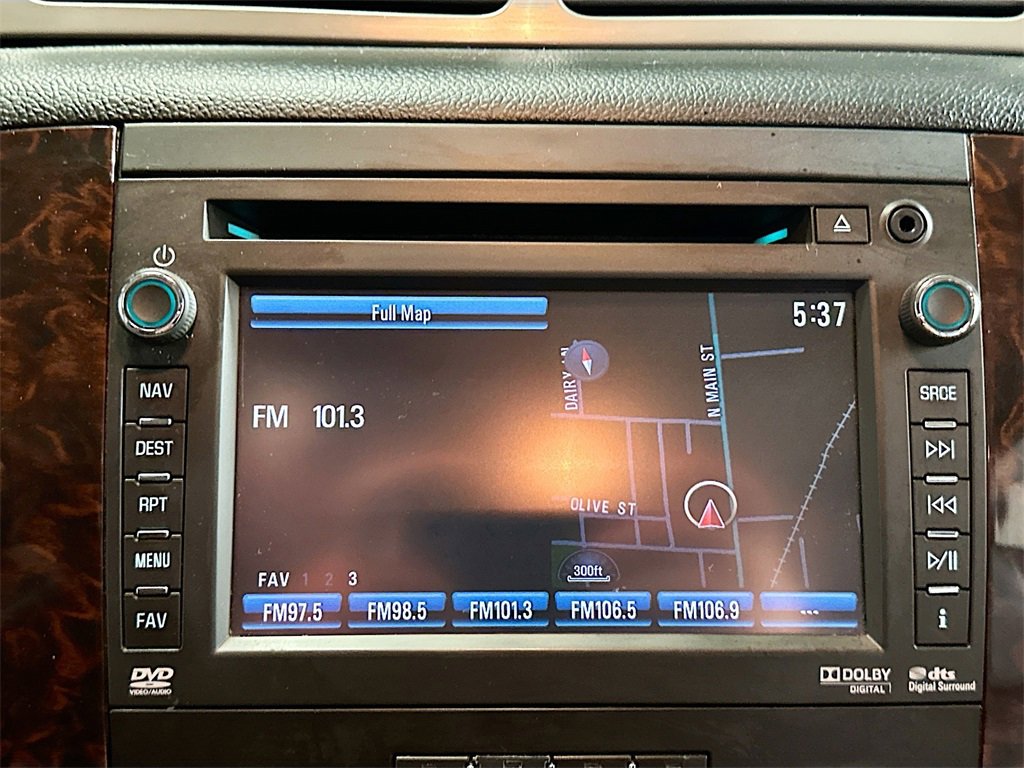 Full Map
5:37
DAIRY LN
N MAIN ST
FM 101.3
OLIVE ST
300ft
FAV 1 2 3
FM97.5 FM98.5 FM101.3 FM106.5 FM106.9 ...
NAV
DEST
RPT
MENU
FAV
SRCE
i
DVD
VIDEO/AUDIO
DOLBY
DIGITAL
dts
Digital Surround